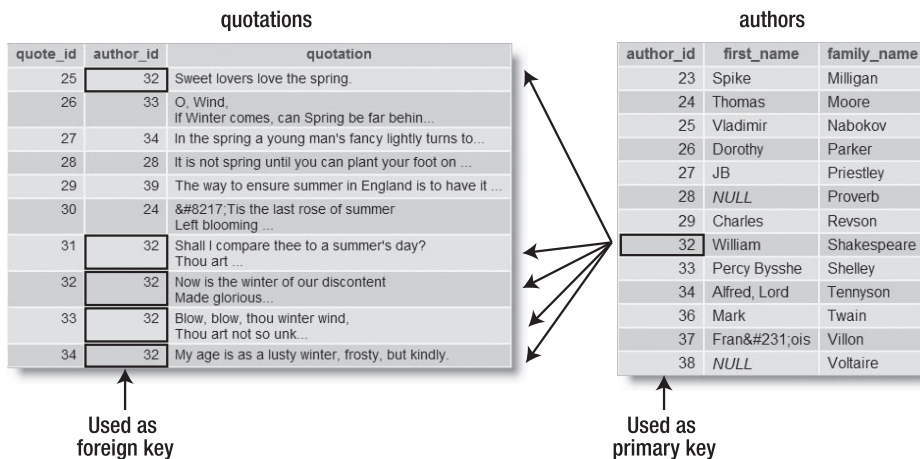 quotations
quote_id author_id quotation
25 32 Sweet lovers love the spring.
26 33 O, Wind,
If Winter comes, can Spring be far behin...
27 34 In the spring a young man's fancy lightly turns to...
28 28 It is not spring until you can plant your foot on ...
29 39 The way to ensure summer in England is to have it ...
30 24 &#8217;Tis the last rose of summer
Left blooming ...
31 32 Shall I compare thee to a summer's day?
Thou art ...
32 32 Now is the winter of our discontent
Made glorious...
33 32 Blow, blow, thou winter wind,
Thou art not so unk...
34 32 My age is as a lusty winter, frosty, but kindly.
Used as
foreign key
authors
author_id first_name family_name
23 Spike Milligan
24 Thomas Moore
25 Vladimir Nabokov
26 Dorothy Parker
27 JB Priestley
28 NULL Proverb
29 Charles Revson
32 William Shakespeare
33 Percy Bysshe Shelley
34 Alfred, Lord Tennyson
36 Mark Twain
37 Fran&#231;ois Villon
38 NULL Voltaire
Used as
primary key